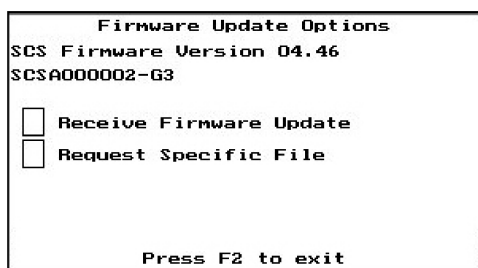 Firmware Update Options
SCS Firmware Version 04.46
SCSA000002-G3
Receive Firmware Update
Request Specific File
Press F2 to exit